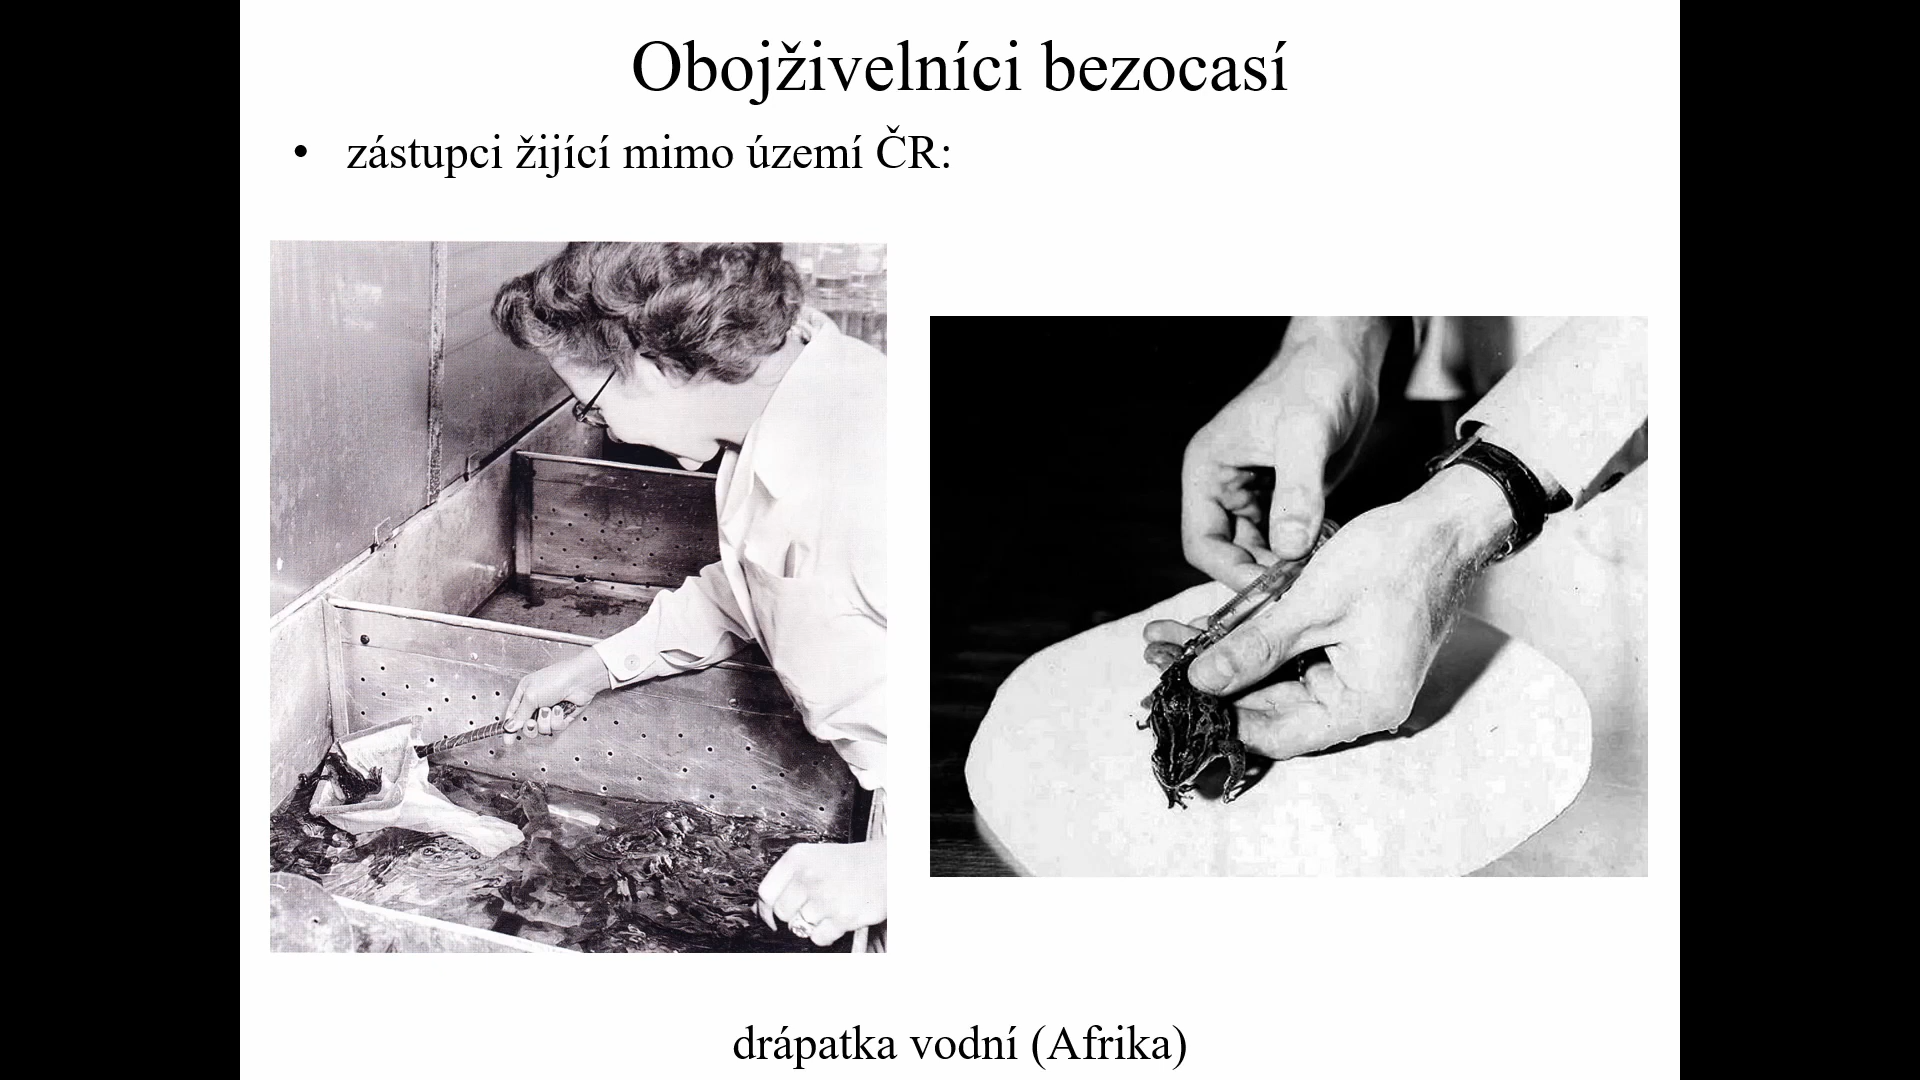 Obojživelníci bezocasí
• zástupci žijící mimo území ČR:
drápatka vodní (Afrika)